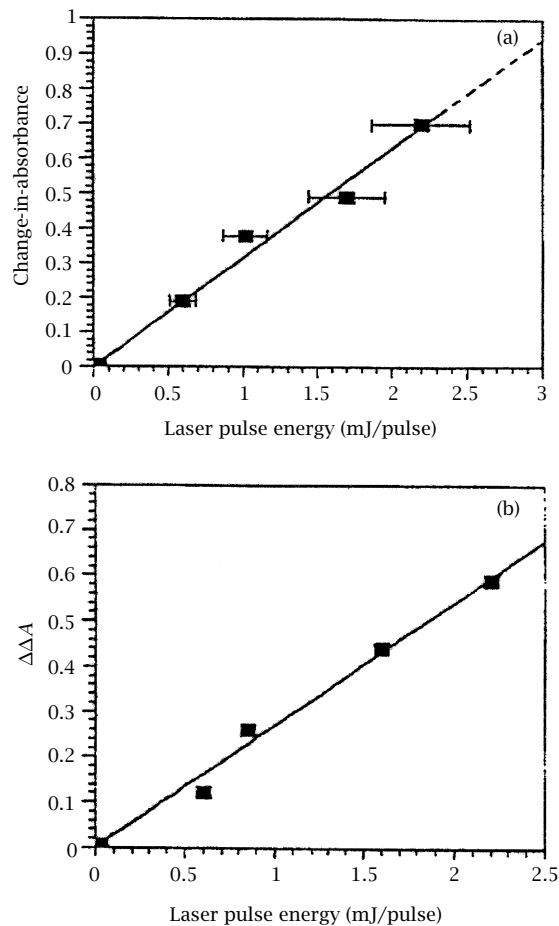 (a)
Change-in-absorbance
1
0.9
0.8
0.7
0.6
0.5
0.4
0.3
0.2
0.1
0
0 0.5 1 1.5 2 2.5 3
Laser pulse energy (mJ/pulse)
(b)
ΔΔA
0.8
0.7
0.6
0.5
0.4
0.3
0.2
0.1
0
0 0.5 1 1.5 2 2.5
Laser pulse energy (mJ/pulse)